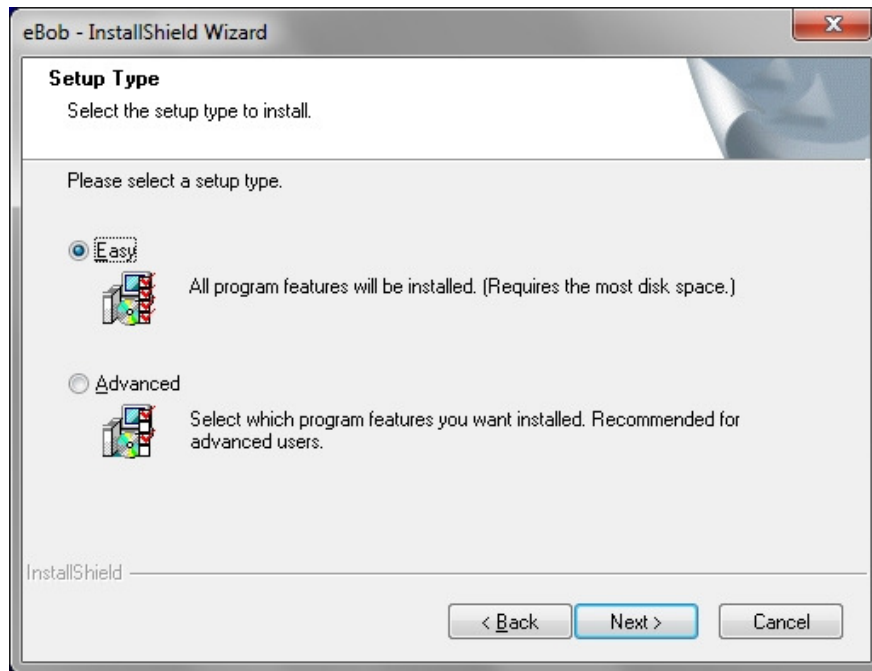 eBob - InstallShield Wizard
Setup Type
Select the setup type to install.
Please select a setup type.
Easy
All program features will be installed. (Requires the most disk space.)
Advanced
Select which program features you want installed. Recommended for
advanced users.
InstallShield
< Back
Next >
Cancel